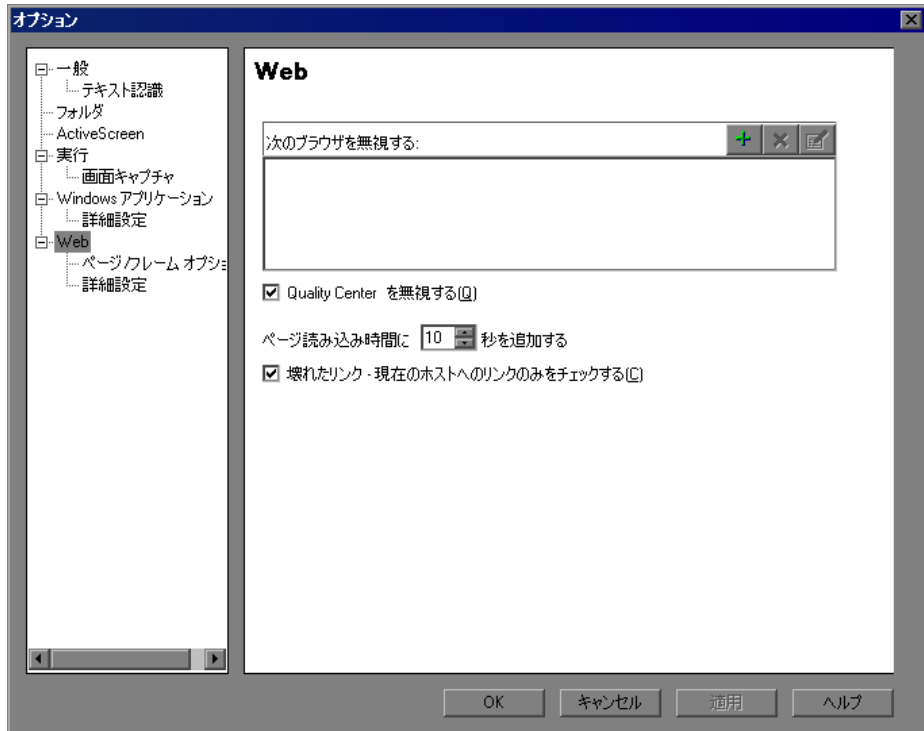 オプション
一般
テキスト認識
フォルダ
ActiveScreen
実行
画面キャプチャ
Windows アプリケーション
詳細設定
Web
ページ/フレーム オプショ
詳細設定
Web
次のブラウザを無視する:
Quality Center を無視する(Q)
ページ読み込み時間に 10 秒を追加する
壊れたリンク - 現在のホストへのリンクのみをチェックする(C)
OK キャンセル 適用 ヘルプ